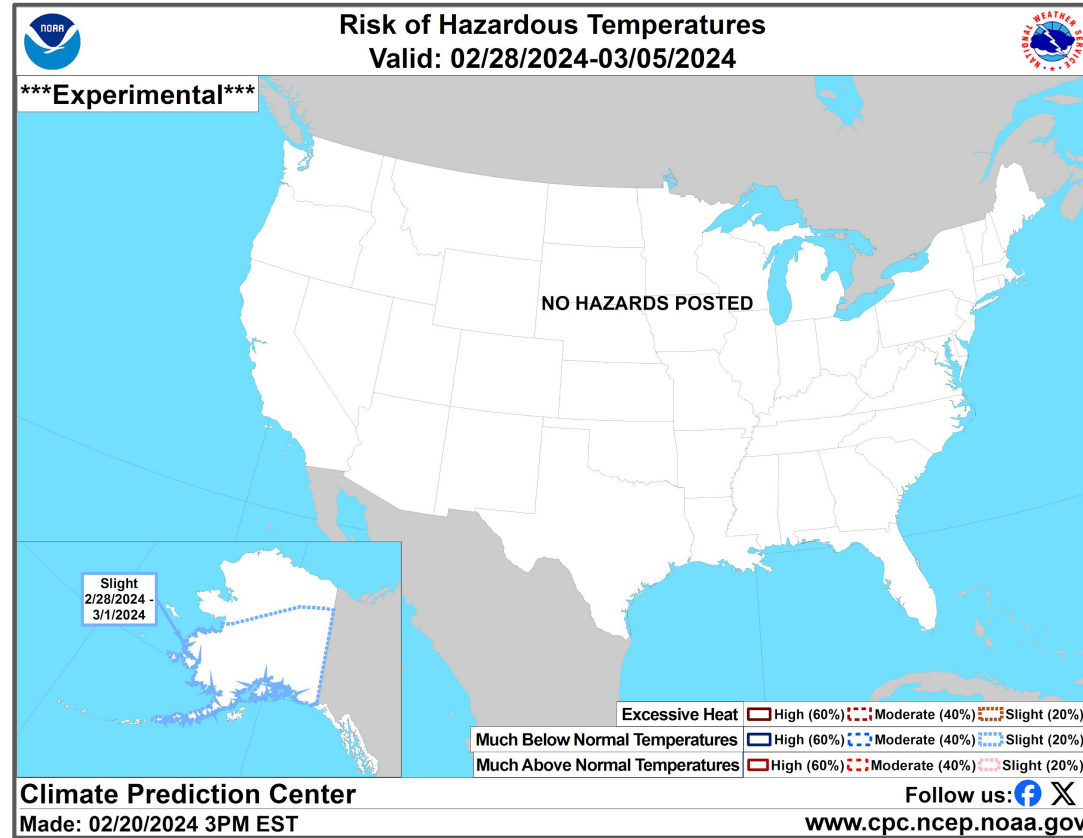 NOAA
Risk of Hazardous Temperatures
Valid: 02/28/2024-03/05/2024
NATIONAL WEATHER SERVICE
***Experimental***
NO HAZARDS POSTED
Slight
2/28/2024 -
3/1/2024
Excessive Heat High (60%) Moderate (40%) Slight (20%)
Much Below Normal Temperatures High (60%) Moderate (40%) Slight (20%)
Much Above Normal Temperatures High (60%) Moderate (40%) Slight (20%)
Climate Prediction Center
Follow us:
Made: 02/20/2024 3PM EST
www.cpc.ncep.noaa.gov